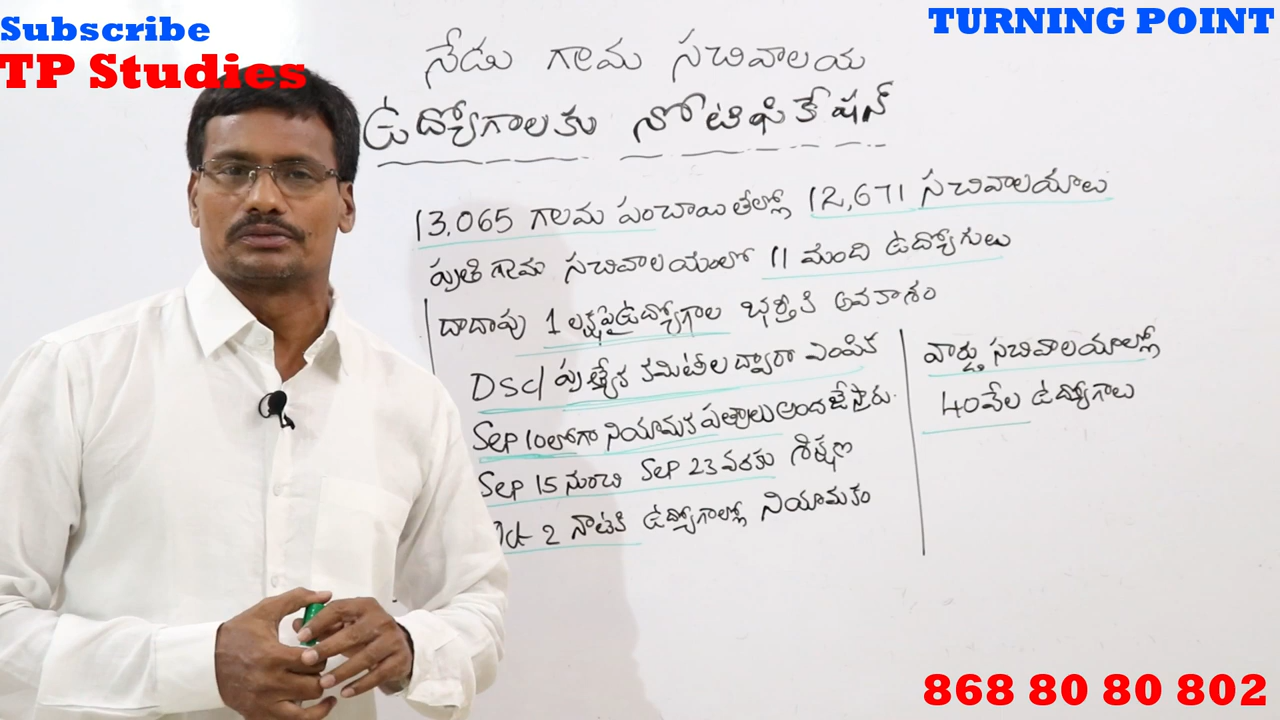 Subscribe
TP Studies
TURNING POINT
నేడు గామ సచివాలయ
ఉద్యోగాలకు నోటిఫికేషన్
13,065 గాలమ పంచాయితీల్లో 12,671 సచివాలయాలు
ప్రతి గామ సచివాలయంలో 11 మంది ఉద్యోగులు
దాదాపు 1 లక్షపైఉద్యోగాల భర్తీకి అవకాశం
DSC/ ప్రత్యేక కమిటీల ద్వారా ఎంపిక
Sep 10లోగా నియామక పత్రాలు అందజేస్తారు.
Sep 15 నుంచి Sep 23 వరకు శిక్షణ
Oct 2 నాటికి ఉద్యోగాల్లో నియామకం
వార్డు సచివాలయాల్లో
40వేల ఉద్యోగాలు
868 80 80 802